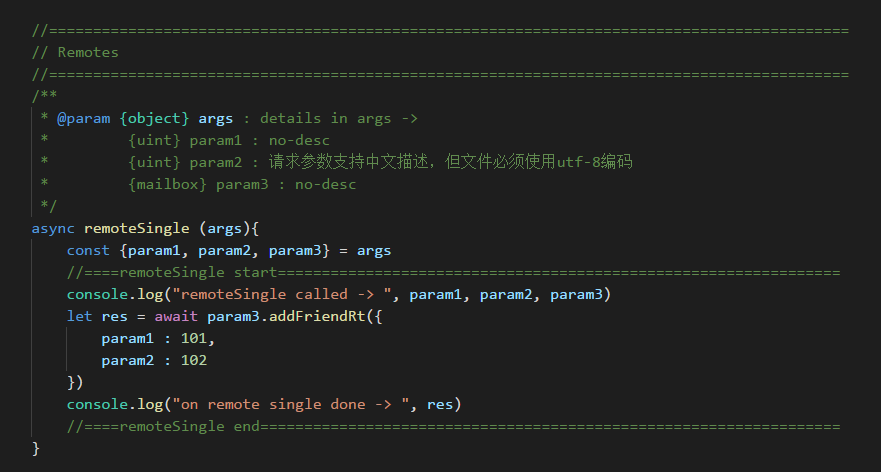 //===========================================================================================
// Remotes
//===========================================================================================
/**
 * @param {object} args : details in args ->
 *         {uint} param1 : no-desc
 *         {uint} param2 : 请求参数支持中文描述，但文件必须使用utf-8编码
 *         {mailbox} param3 : no-desc
 */
async remoteSingle (args){
    const {param1, param2, param3} = args
    //====remoteSingle start================================================================
    console.log("remoteSingle called -> ", param1, param2, param3)
    let res = await param3.addFriendRt({
        param1 : 101,
        param2 : 102
    })
    console.log("on remote single done -> ", res)
    //====remoteSingle end==================================================================
}